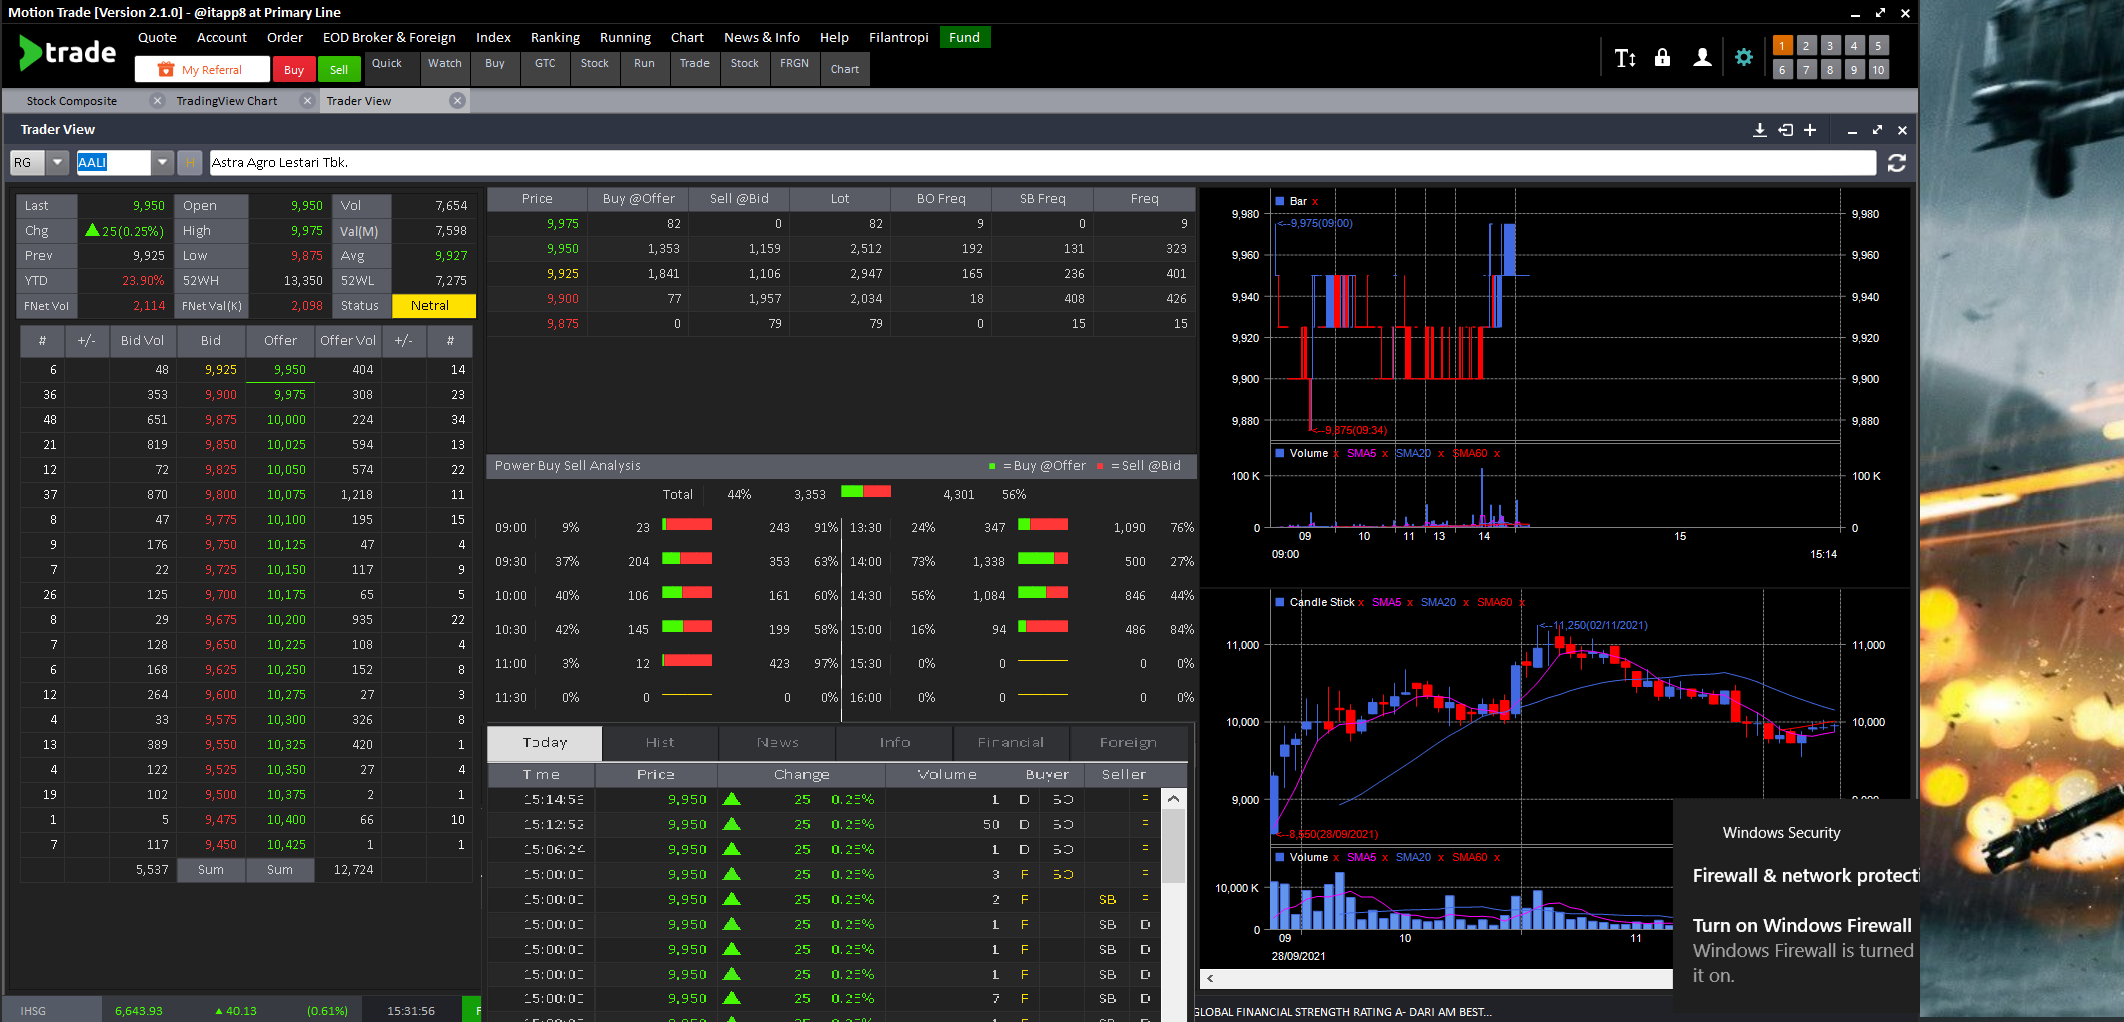 Motion Trade [Version 2.1.0] - @itapp8 at Primary Line
trade
Quote Account Order EOD Broker & Foreign Index Ranking Running Chart News & Info Help Filantropi Fund
My Referral Buy Sell Quick Watch Buy GTC Stock Run Trade Stock FRGN Chart
1 2 3 4 5
6 7 8 9 10
Stock Composite TradingView Chart Trader View
Trader View
RG AALI H Astra Agro Lestari Tbk.
Last 9,950 Open 9,950 Vol 7,654
Chg 25(0.25%) High 9,975 Val(M) 7,598
Prev 9,925 Low 9,875 Avg 9,927
YTD 23.90% 52WH 13,350 52WL 7,275
FNet Vol 2,114 FNet Val(K) 2,098 Status Netral
# +/- Bid Vol Bid Offer Offer Vol +/- #
6 48 9,925 9,950 404 14
36 353 9,900 9,975 308 23
48 651 9,875 10,000 224 34
21 819 9,850 10,025 594 13
12 72 9,825 10,050 574 22
37 870 9,800 10,075 1,218 11
8 47 9,775 10,100 195 15
9 176 9,750 10,125 47 4
7 22 9,725 10,150 117 9
26 125 9,700 10,175 65 5
8 29 9,675 10,200 935 22
7 128 9,650 10,225 108 4
6 168 9,625 10,250 152 8
12 264 9,600 10,275 27 3
4 33 9,575 10,300 326 8
13 389 9,550 10,325 420 1
4 122 9,525 10,350 27 4
19 102 9,500 10,375 2 1
1 5 9,475 10,400 66 10
7 117 9,450 10,425 1 1
5,537 Sum Sum 12,724
Price Buy @Offer Sell @Bid Lot BO Freq SB Freq Freq
9,975 82 0 82 9 0 9
9,950 1,353 1,159 2,512 192 131 323
9,925 1,841 1,106 2,947 165 236 401
9,900 77 1,957 2,034 18 408 426
9,875 0 79 79 0 15 15
Power Buy Sell Analysis =Buy @Offer =Sell @Bid
Total 44% 3,353 4,301 56%
09:00 9% 23 243 91% 13:30 24% 347 1,090 76%
09:30 37% 204 353 63% 14:00 73% 1,338 500 27%
10:00 40% 106 161 60% 14:30 56% 1,084 846 44%
10:30 42% 145 199 58% 15:00 16% 94 486 84%
11:00 3% 12 423 97% 15:30 0% 0 0 0%
11:30 0% 0 0 0% 16:00 0% 0 0 0%
Today Hist News Info Financial Foreign
Time Price Change Volume Buyer Seller
9,950 25 0.25% 1 D
9,950 25 0.25% 50 D
9,950 25 0.25% 1 D
9,950 25 0.25% 3 F
9,950 25 0.25% 2 F SB
9,950 25 0.25% 1 F SB D
9,950 25 0.25% 1 F SB D
9,950 25 0.25% 1 F SB D
9,950 25 0.25% 7 F SB D
Bar x
9,980 9,980
<--9,975(09:00)
9,960 9,960
9,940 9,940
9,920 9,920
9,900 9,900
9,880 9,880
<--9,875(09:34)
Volume x SMA5 x SMA20 x SMA60 x
100 K 100 K
0 0
09 10 11 13 14 15
09:00 15:14
Candle Stick x SMA5 x SMA20 x SMA60 x
<--11,250(02/11/2021)
11,000 11,000
10,000 10,000
9,000
<--8,550(28/09/2021)
Volume x SMA5 x SMA20 x SMA60 x
10,000 K
0
09 10 11
28/09/2021
Windows Security
Firewall & network protecti
Turn on Windows Firewall
Windows Firewall is turned
it on.
IHSG 6,643.93 40.13 (0.61%) 15:31:56 F
GLOBAL FINANCIAL STRENGTH RATING A- DARI AM BEST...